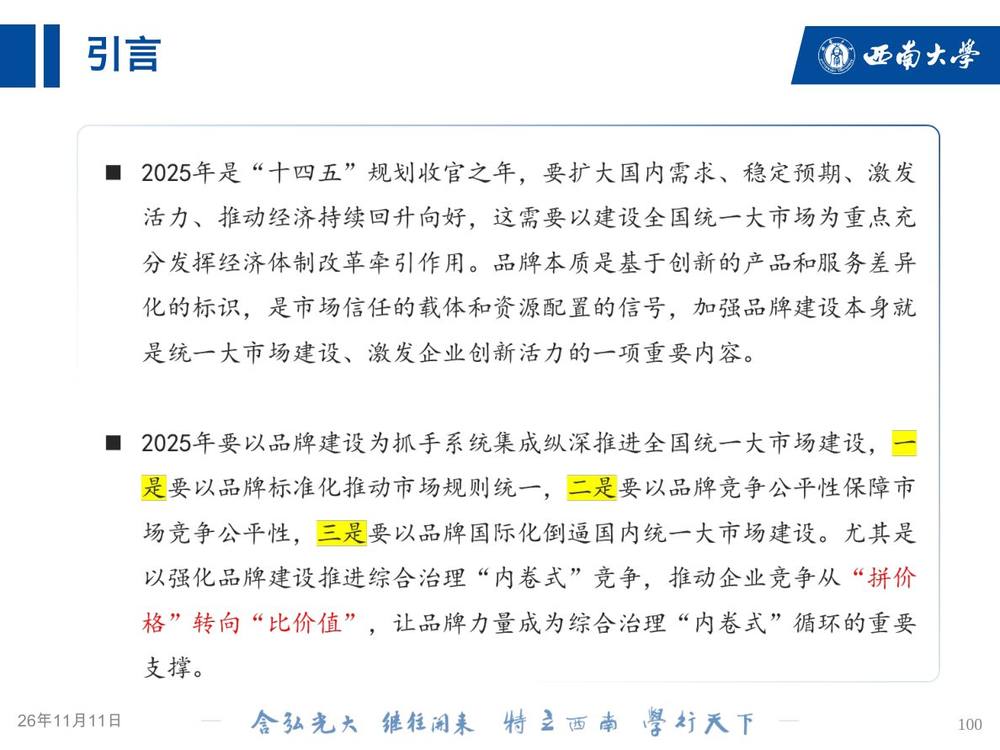 引言
西南大学
■ 2025年是“十四五”规划收官之年，要扩大国内需求、稳定预期、激发
活力、推动经济持续回升向好，这需要以建设全国统一大市场为重点充
分发挥经济体制改革牵引作用。品牌本质是基于创新的产品和服务差异
化的标识，是市场信任的载体和资源配置的信号，加强品牌建设本身就
是统一大市场建设、激发企业创新活力的一项重要内容。
■ 2025年要以品牌建设为抓手系统集成纵深推进全国统一大市场建设，一
是要以品牌标准化推动市场规则统一，二是要以品牌竞争公平性保障市
场竞争公平性，三是要以品牌国际化倒逼国内统一大市场建设。尤其是
以强化品牌建设推进综合治理“内卷式”竞争，推动企业竞争从“拼价
格”转向“比价值”，让品牌力量成为综合治理“内卷式”循环的重要
支撑。
26年11月11日
含弘光大 继往开来 特立西南 学行天下
100